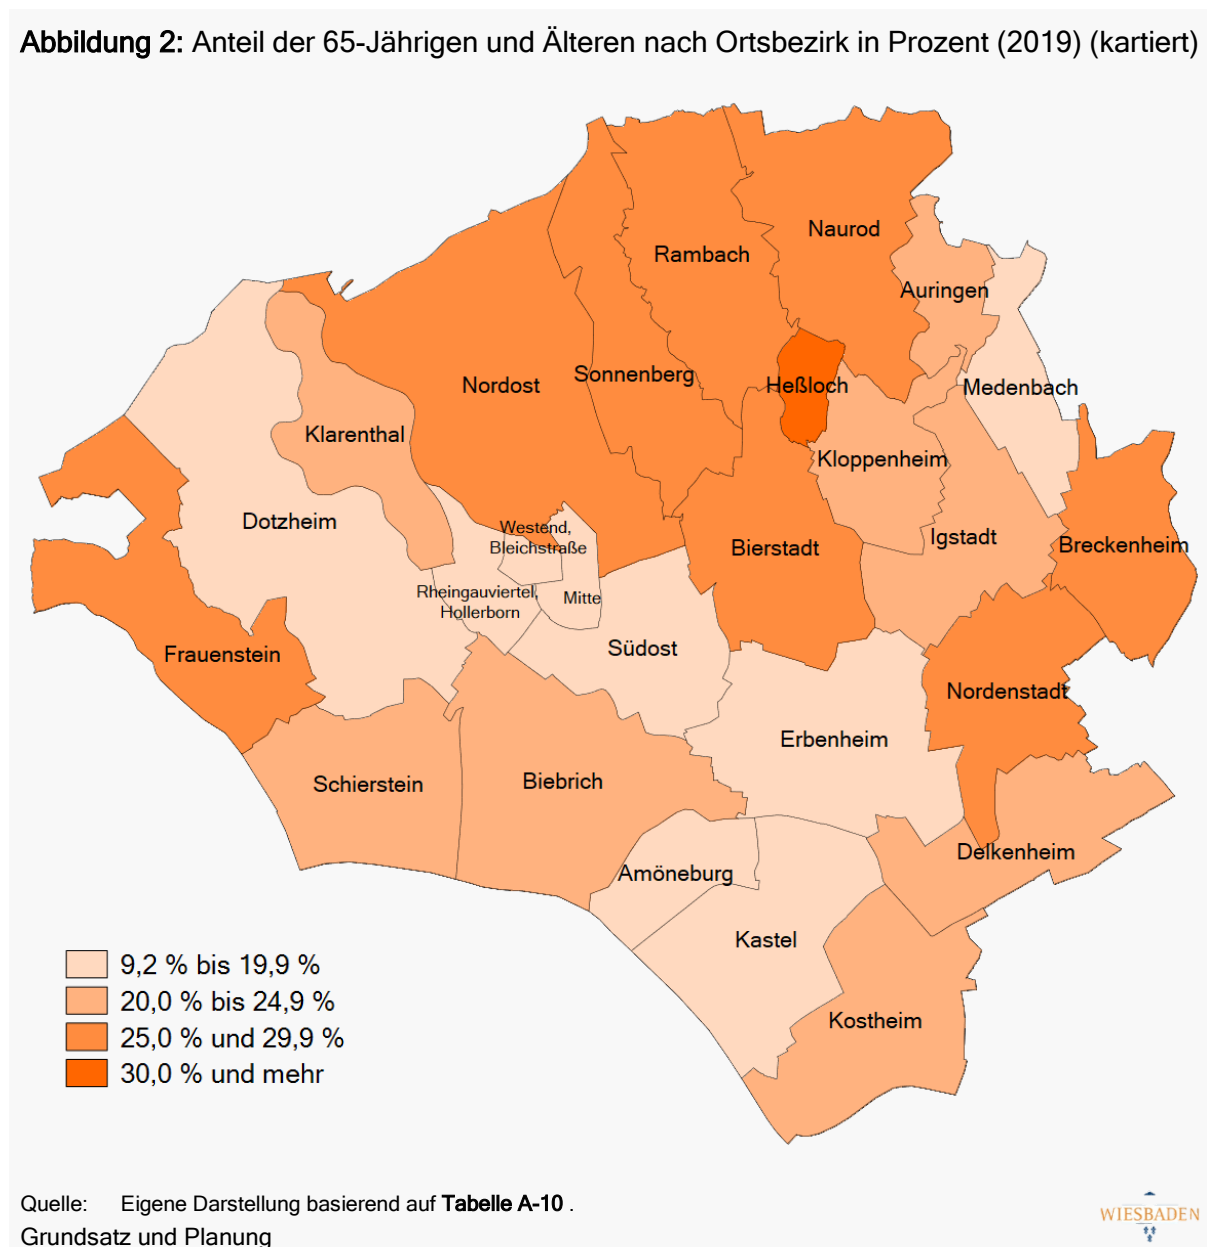 Abbildung 2: Anteil der 65-Jährigen und Älteren nach Ortsbezirk in Prozent (2019) (kartiert)
Naurod
Rambach
Auringen
Sonnenberg
Nordost
Heßloch
Medenbach
Klarenthal
Kloppenheim
Dotzheim
Westend,
Bleichstraße
Bierstadt
Igstadt
Breckenheim
Rheingauviertel,
Hollerborn
Mitte
Frauenstein
Südost
Nordenstadt
Erbenheim
Schierstein
Biebrich
Delkenheim
Amöneburg
Kastel
Kostheim
9,2 % bis 19,9 %
20,0 % bis 24,9 %
25,0 % und 29,9 %
30,0 % und mehr
Quelle: Eigene Darstellung basierend auf Tabelle A-10 .
Grundsatz und Planung
WIESBADEN